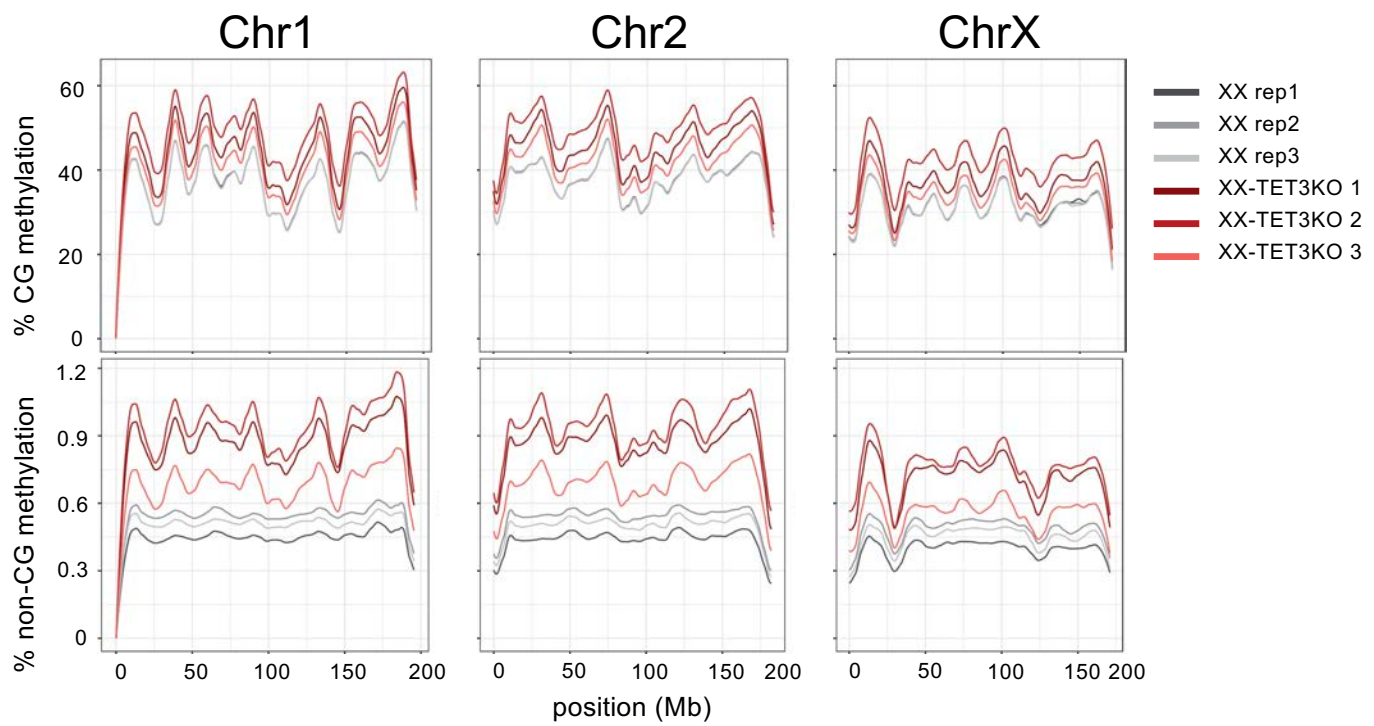 Chr1
Chr2
ChrX
% CG methylation
60
40
20
0
XX rep1
XX rep2
XX rep3
XX-TET3KO 1
XX-TET3KO 2
XX-TET3KO 3
% non-CG methylation
1.2
0.9
0.6
0.3
0
0 50 100 150 200
0 50 100 150 200
0 50 100 150 200
position (Mb)